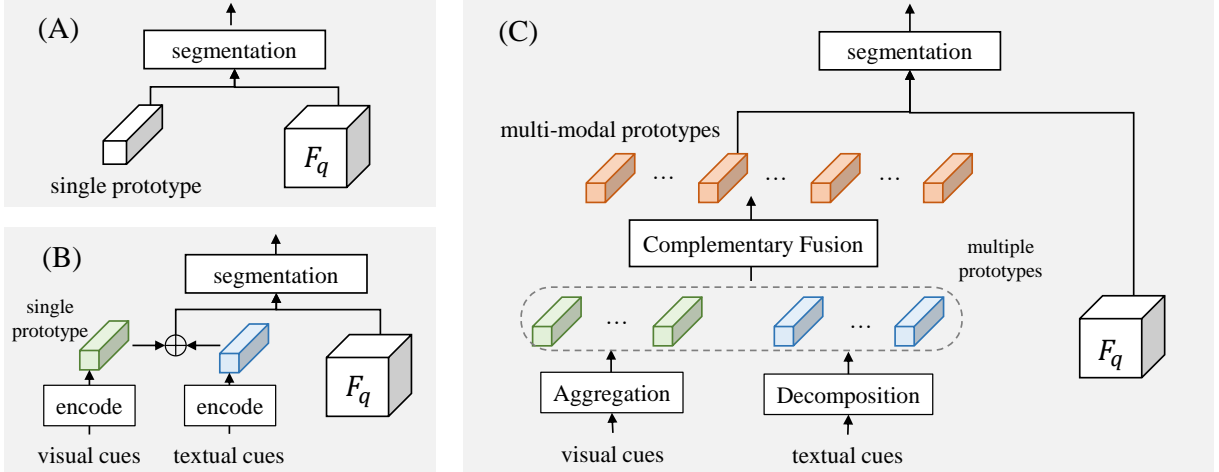 (A)
segmentation
single prototype
F_q
(B)
segmentation
single
prototype
encode
encode
F_q
visual cues
textual cues
(C)
segmentation
multi-modal prototypes
... ... ...
Complementary Fusion
multiple
prototypes
... ...
Aggregation
Decomposition
F_q
visual cues
textual cues